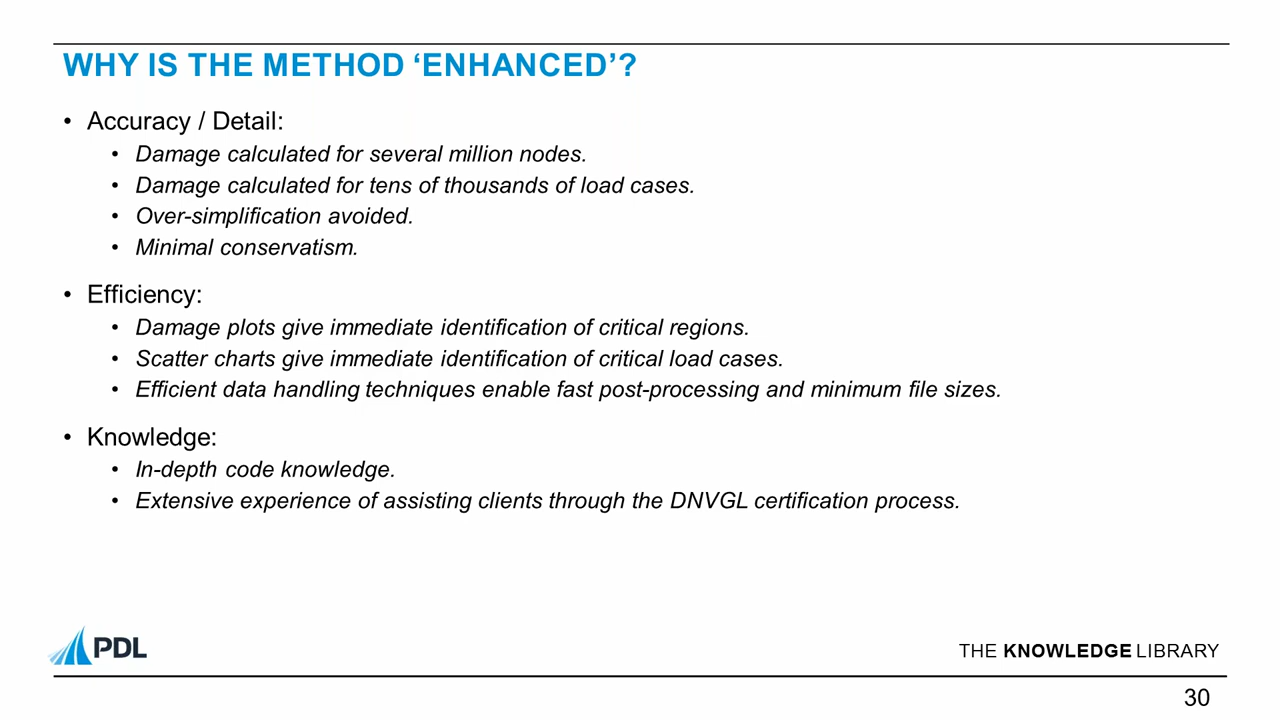 WHY IS THE METHOD ‘ENHANCED’?
• Accuracy / Detail:
• Damage calculated for several million nodes.
• Damage calculated for tens of thousands of load cases.
• Over-simplification avoided.
• Minimal conservatism.
• Efficiency:
• Damage plots give immediate identification of critical regions.
• Scatter charts give immediate identification of critical load cases.
• Efficient data handling techniques enable fast post-processing and minimum file sizes.
• Knowledge:
• In-depth code knowledge.
• Extensive experience of assisting clients through the DNVGL certification process.
PDL
THE KNOWLEDGE LIBRARY
30